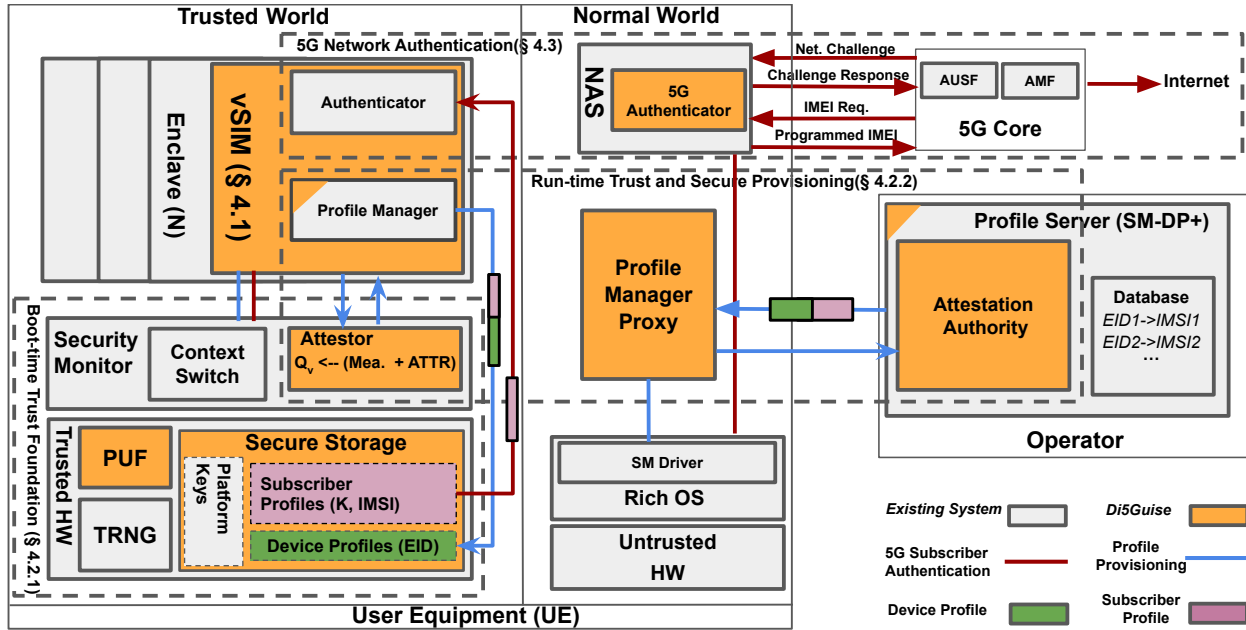 Trusted World
Normal World
5G Network Authentication(§ 4.3)
Enclave (N)
vSIM (§ 4.1)
Authenticator
Profile Manager
NAS
5G
Authenticator
Net. Challenge
Challenge Response
IMEI Req.
Programmed IMEI
AUSF
AMF
5G Core
Internet
Run-time Trust and Secure Provisioning(§ 4.2.2)
Profile
Manager
Proxy
Profile Server (SM-DP+)
Attestation
Authority
Database
EID1->IMSI1
EID2->IMSI2
...
Operator
Boot-time Trust Foundation (§ 4.2.1)
Security
Monitor
Context
Switch
Attestor
Qv <-- (Mea. + ATTR)
Trusted HW
PUF
TRNG
Secure Storage
Platform
Keys
Subscriber
Profiles (K, IMSI)
Device Profiles (EID)
SM Driver
Rich OS
Untrusted
HW
User Equipment (UE)
Existing System
Di5Guise
5G Subscriber
Authentication
Profile
Provisioning
Device Profile
Subscriber
Profile